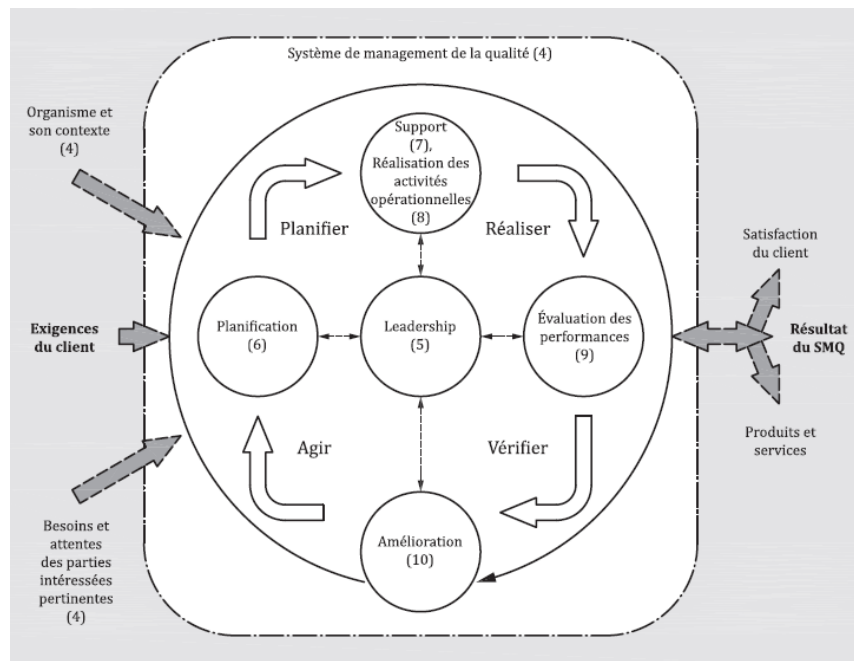 Système de management de la qualité (4)
Organisme et
son contexte
(4)
Support
(7),
Réalisation des
activités
opérationnelles
(8)
Planifier
Réaliser
Satisfaction
du client
Exigences
du client
Planification
(6)
Leadership
(5)
Évaluation des
performances
(9)
Résultat
du SMQ
Agir
Vérifier
Produits et
services
Besoins et
attentes
des parties
intéressées
pertinentes
(4)
Amélioration
(10)